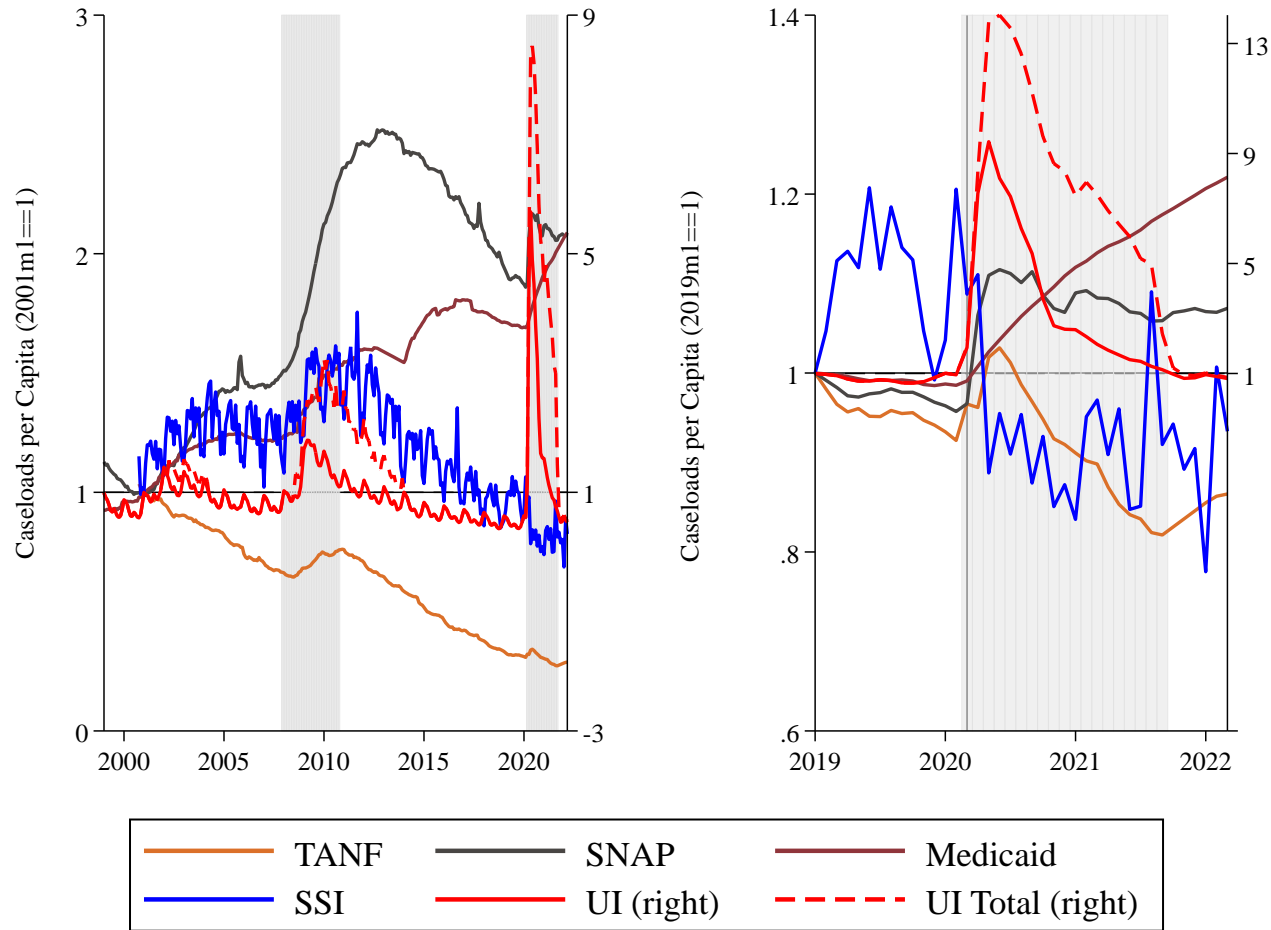 Caseloads per Capita (2001m1==1)
3
2
1
0
9
5
1
-3
2000 2005 2010 2015 2020
Caseloads per Capita (2019m1==1)
1.4
1.2
1
.8
.6
13
9
5
1
2019 2020 2021 2022
TANF SNAP Medicaid
SSI UI (right) UI Total (right)